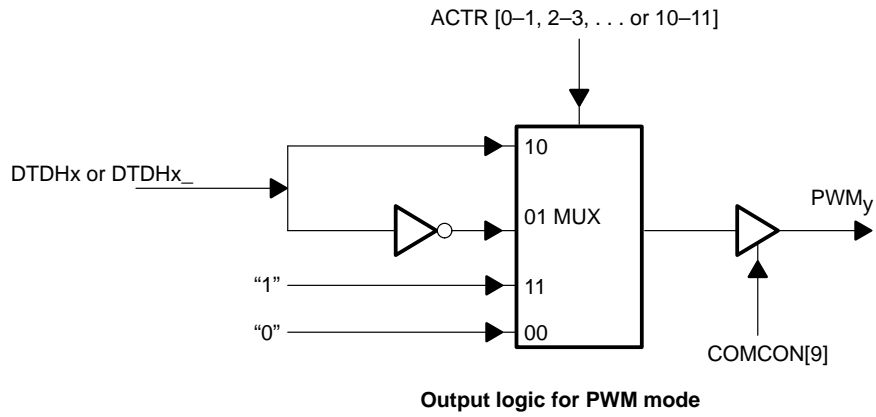 ACTR [0–1, 2–3, . . . or 10–11]
10
DTDHx or DTDHx_
PWMy
01 MUX
“1”
11
“0”
00
COMCON[9]
Output logic for PWM mode